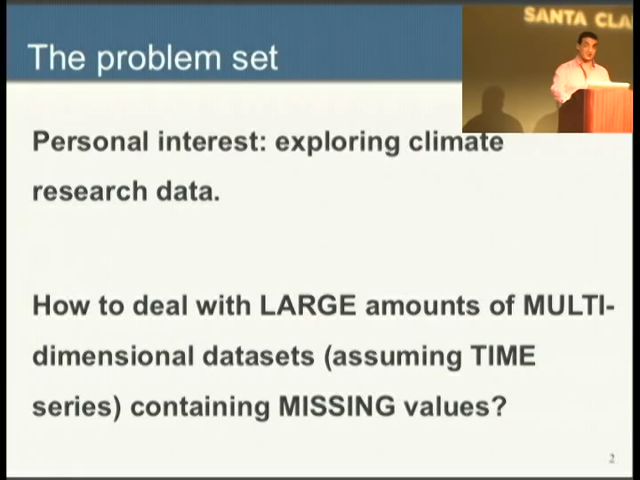 The problem set
SANTA CLA
Personal interest: exploring climate
research data.
How to deal with LARGE amounts of MULTI-
dimensional datasets (assuming TIME
series) containing MISSING values?
2